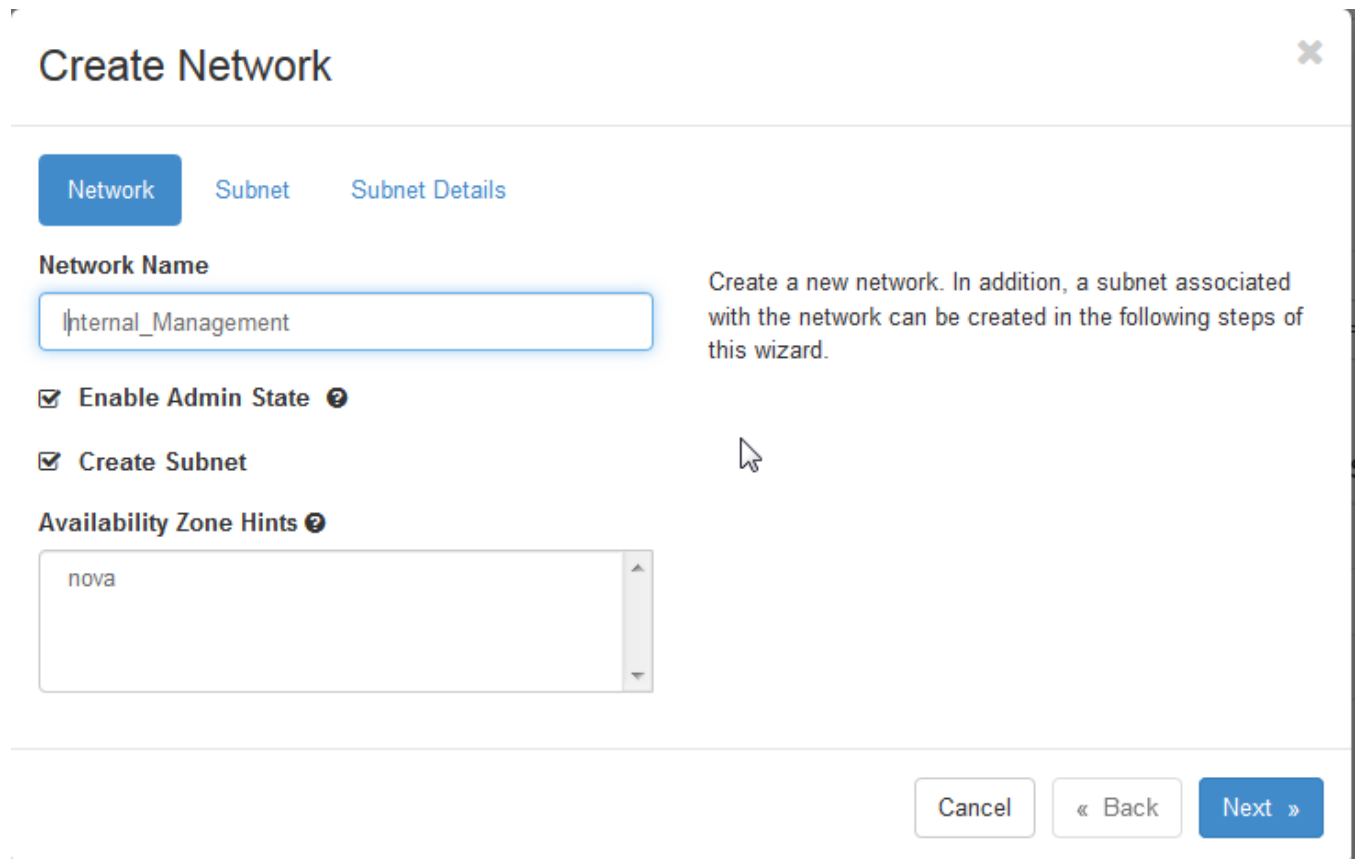 Create Network
Network Subnet Subnet Details
Network Name
Internal_Management
Enable Admin State
Create Subnet
Availability Zone Hints
nova
Create a new network. In addition, a subnet associated
with the network can be created in the following steps of
this wizard.
Cancel « Back Next »